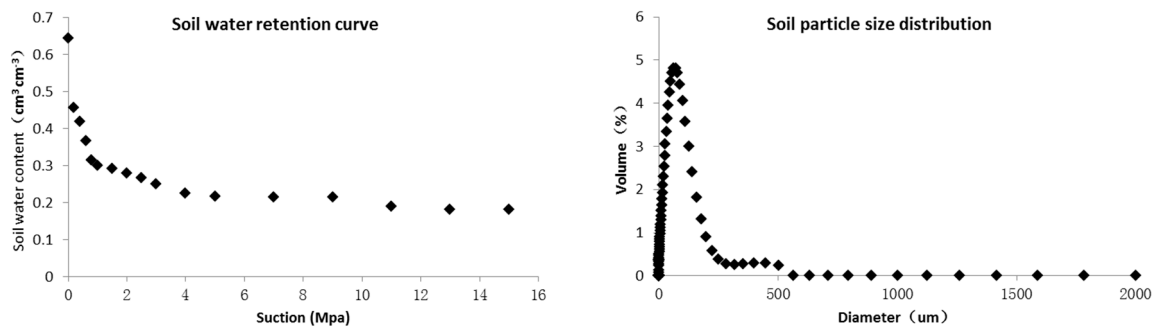 Soil water retention curve
0.7
0.6
0.5
0.4
0.3
0.2
0.1
0
Soil water content（cm³ cm⁻³）
0 2 4 6 8 10 12 14 16
Suction (Mpa)
Soil particle size distribution
6
5
4
3
2
1
0
Volume（%）
0 500 1000 1500 2000
Diameter（um）